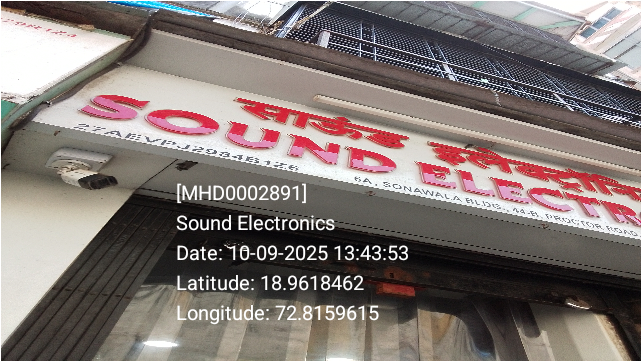 साऊंड इलेक्ट्रॉनि
SOUND ELECTR
27AEVPJ2984B1Z6
6A, SONAWALA BLDG., 44-B, PROCTOR ROAD
[MHD0002891]
Sound Electronics
Date: 10-09-2025 13:43:53
Latitude: 18.9618462
Longitude: 72.8159615